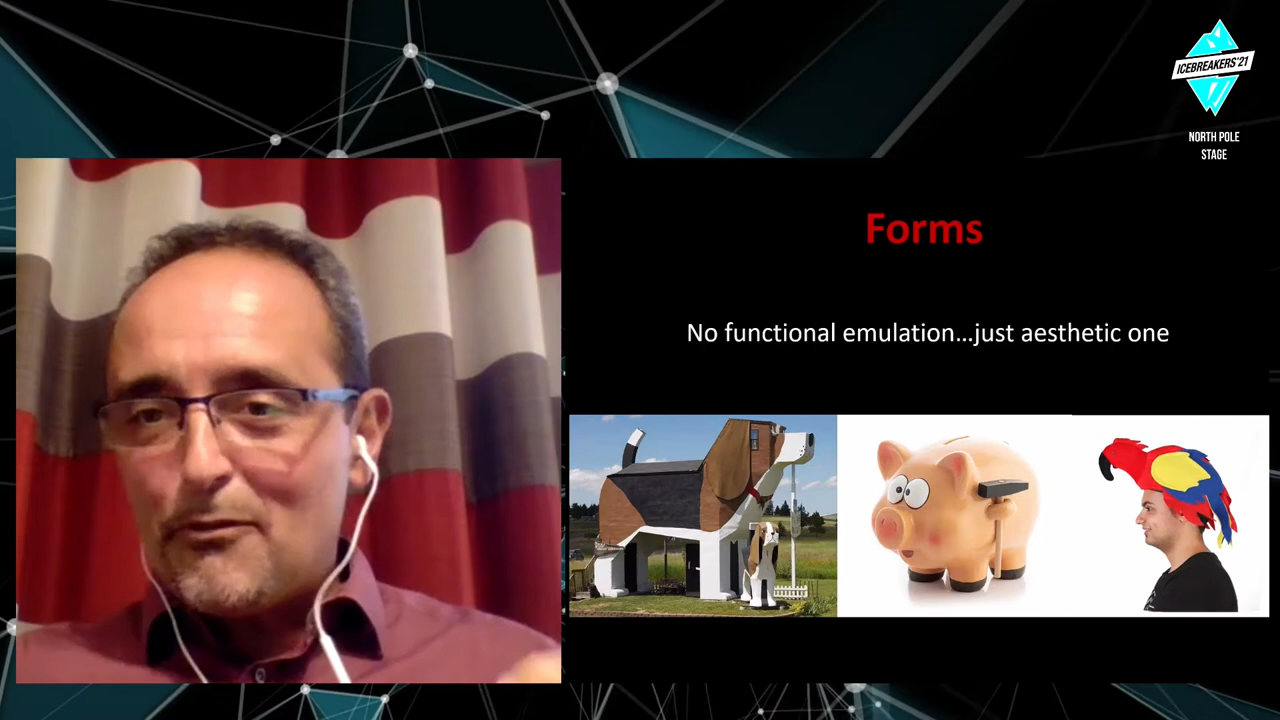 ICEBREAKERS'21
NORTH POLE
STAGE
Forms
No functional emulation...just aesthetic one